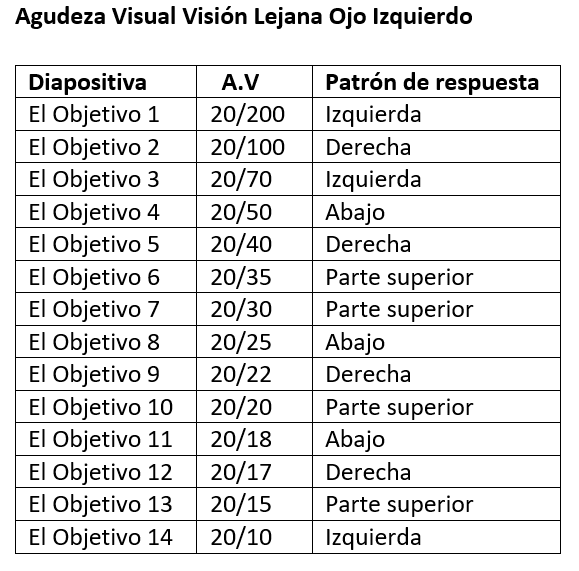 Agudeza Visual Visión Lejana Ojo Izquierdo
Diapositiva A.V Patrón de respuesta
El Objetivo 1 20/200 Izquierda
El Objetivo 2 20/100 Derecha
El Objetivo 3 20/70 Izquierda
El Objetivo 4 20/50 Abajo
El Objetivo 5 20/40 Derecha
El Objetivo 6 20/35 Parte superior
El Objetivo 7 20/30 Parte superior
El Objetivo 8 20/25 Abajo
El Objetivo 9 20/22 Derecha
El Objetivo 10 20/20 Parte superior
El Objetivo 11 20/18 Abajo
El Objetivo 12 20/17 Derecha
El Objetivo 13 20/15 Parte superior
El Objetivo 14 20/10 Izquierda